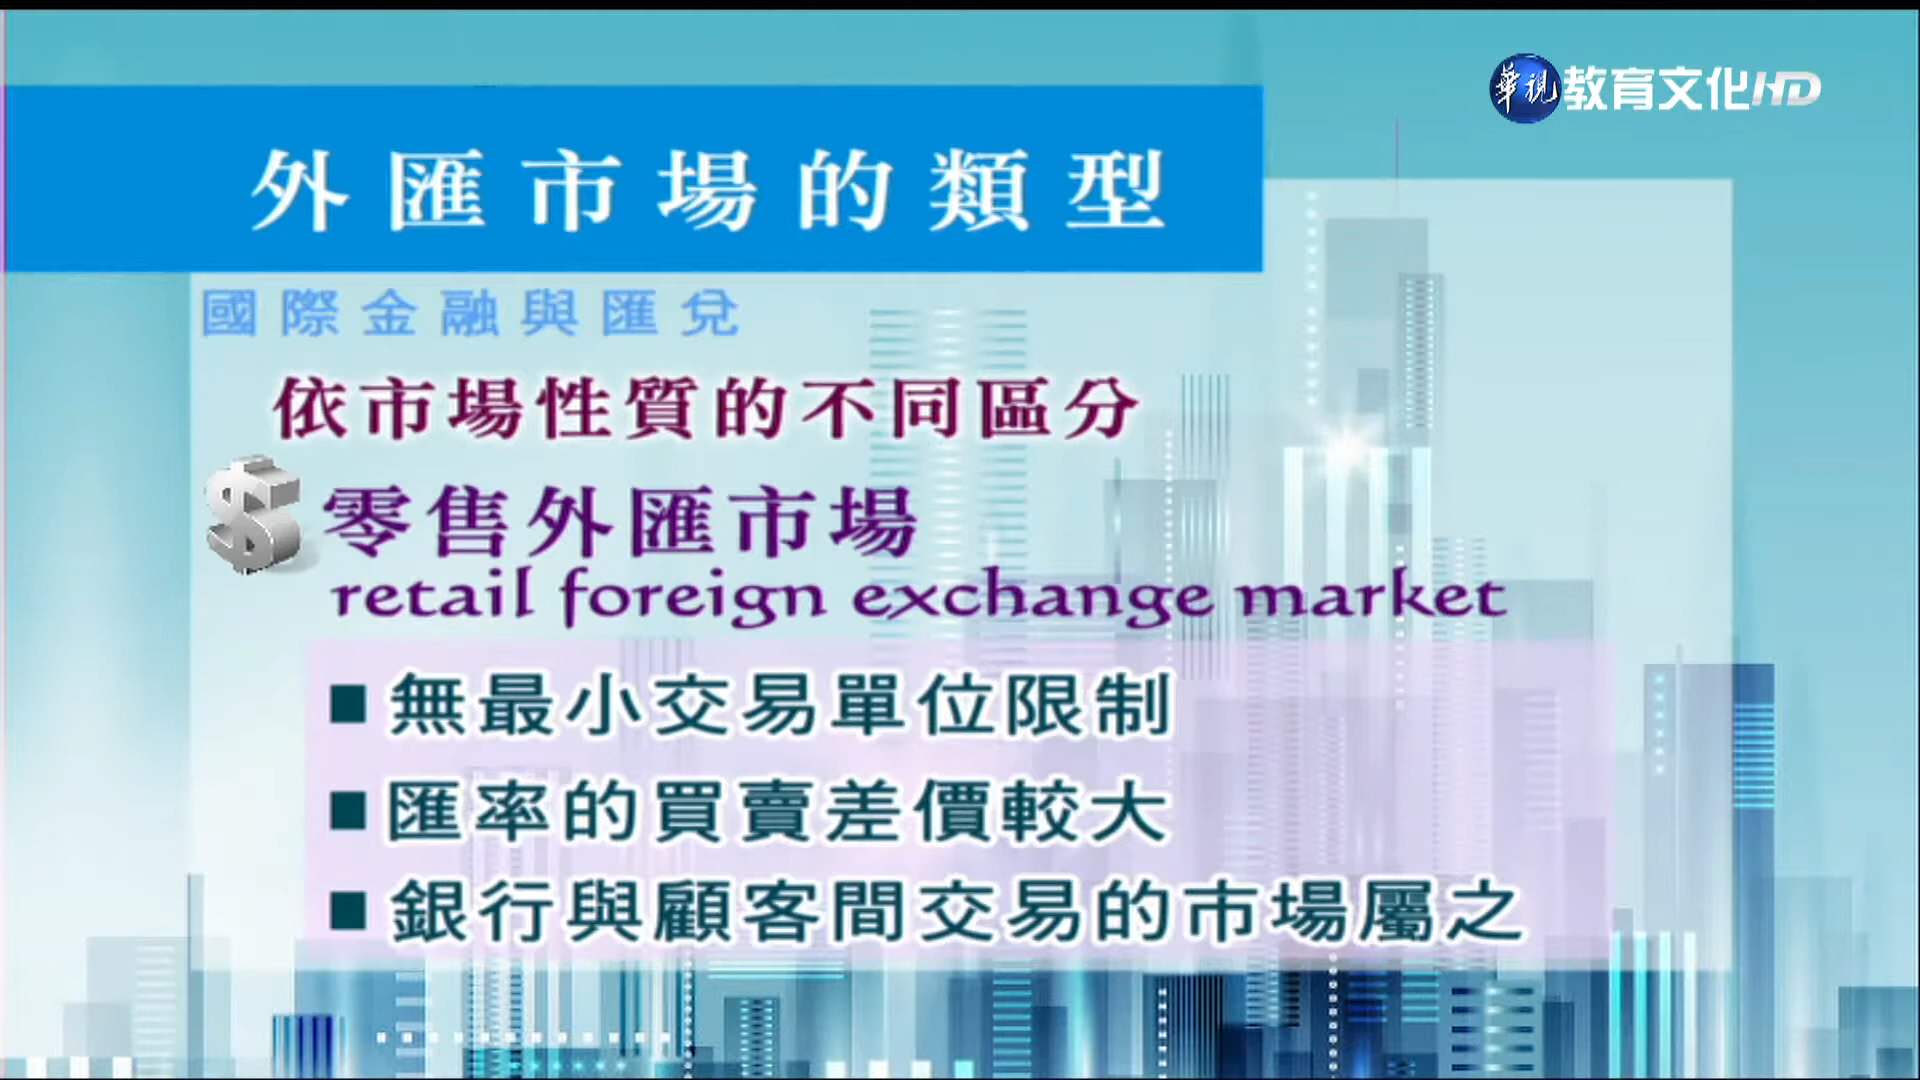 華視 教育文化HD
外匯市場的類型
國際金融與匯兌
依市場性質的不同區分
零售外匯市場
retail foreign exchange market
■無最小交易單位限制
■匯率的買賣差價較大
■銀行與顧客間交易的市場屬之